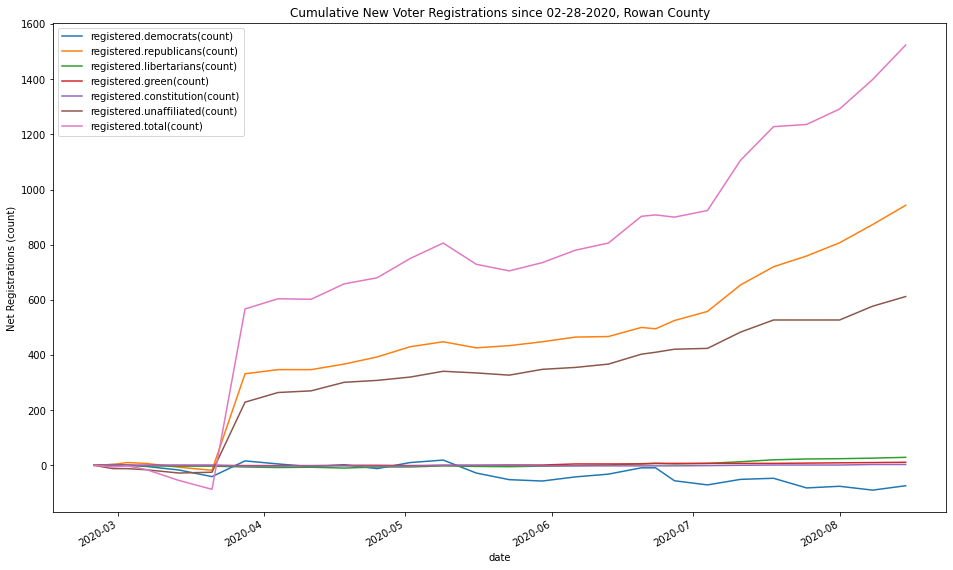 Cumulative New Voter Registrations since 02-28-2020, Rowan County
registered.democrats(count)
registered.republicans(count)
registered.libertarians(count)
registered.green(count)
registered.constitution(count)
registered.unaffiliated(count)
registered.total(count)
Net Registrations (count)
1600
1400
1200
1000
800
600
400
200
0
2020-03
2020-04
2020-05
2020-06
2020-07
2020-08
date